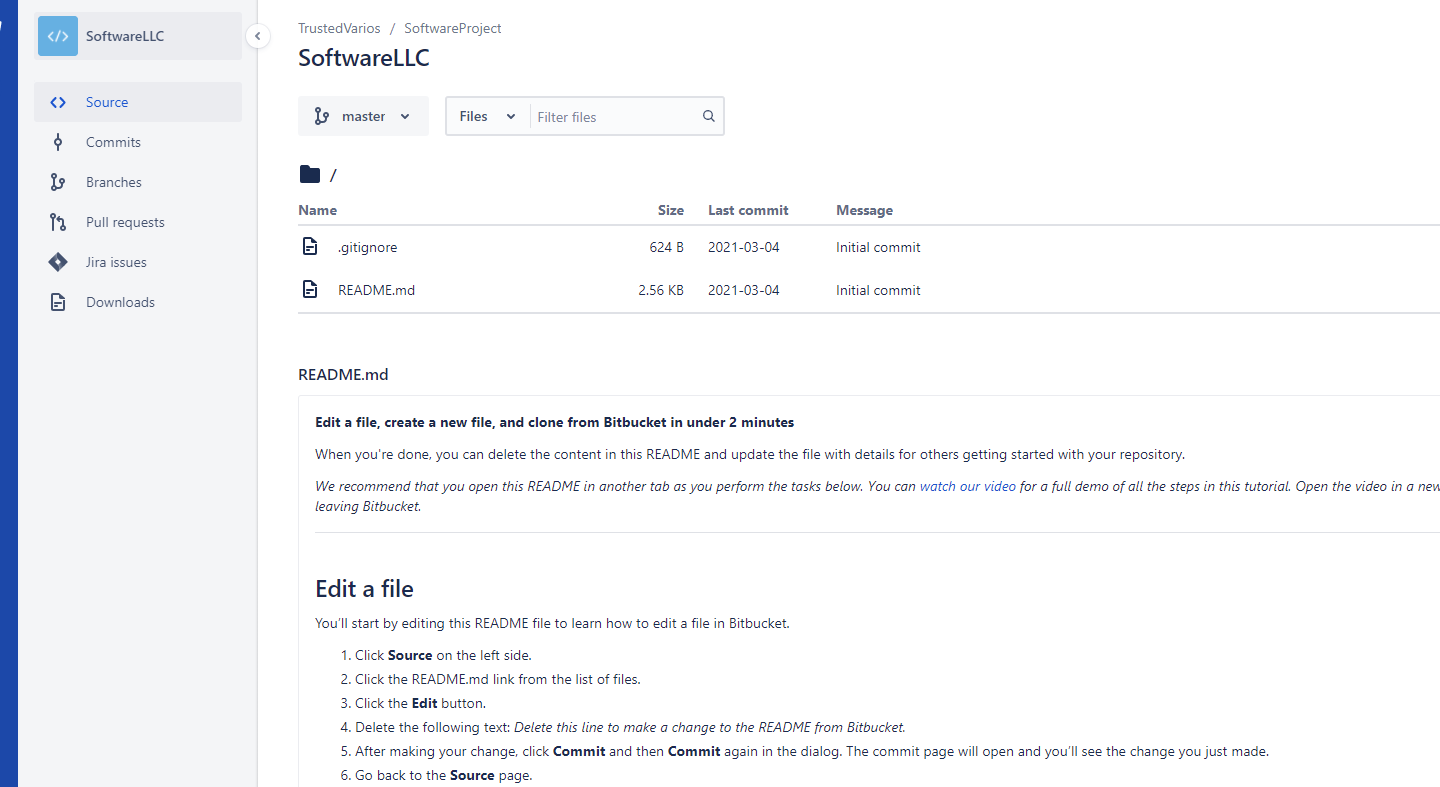 SoftwareLLC
Source
Commits
Branches
Pull requests
Jira issues
Downloads
TrustedVarios / SoftwareProject
SoftwareLLC
master Files Filter files
/
Name Size Last commit Message
.gitignore 624 B 2021-03-04 Initial commit
README.md 2.56 KB 2021-03-04 Initial commit
README.md
Edit a file, create a new file, and clone from Bitbucket in under 2 minutes
When you're done, you can delete the content in this README and update the file with details for others getting started with your repository.
We recommend that you open this README in another tab as you perform the tasks below. You can watch our video for a full demo of all the steps in this tutorial. Open the video in a new
leaving Bitbucket.
Edit a file
You'll start by editing this README file to learn how to edit a file in Bitbucket.
1. Click Source on the left side.
2. Click the README.md link from the list of files.
3. Click the Edit button.
4. Delete the following text: Delete this line to make a change to the README from Bitbucket.
5. After making your change, click Commit and then Commit again in the dialog. The commit page will open and you'll see the change you just made.
6. Go back to the Source page.